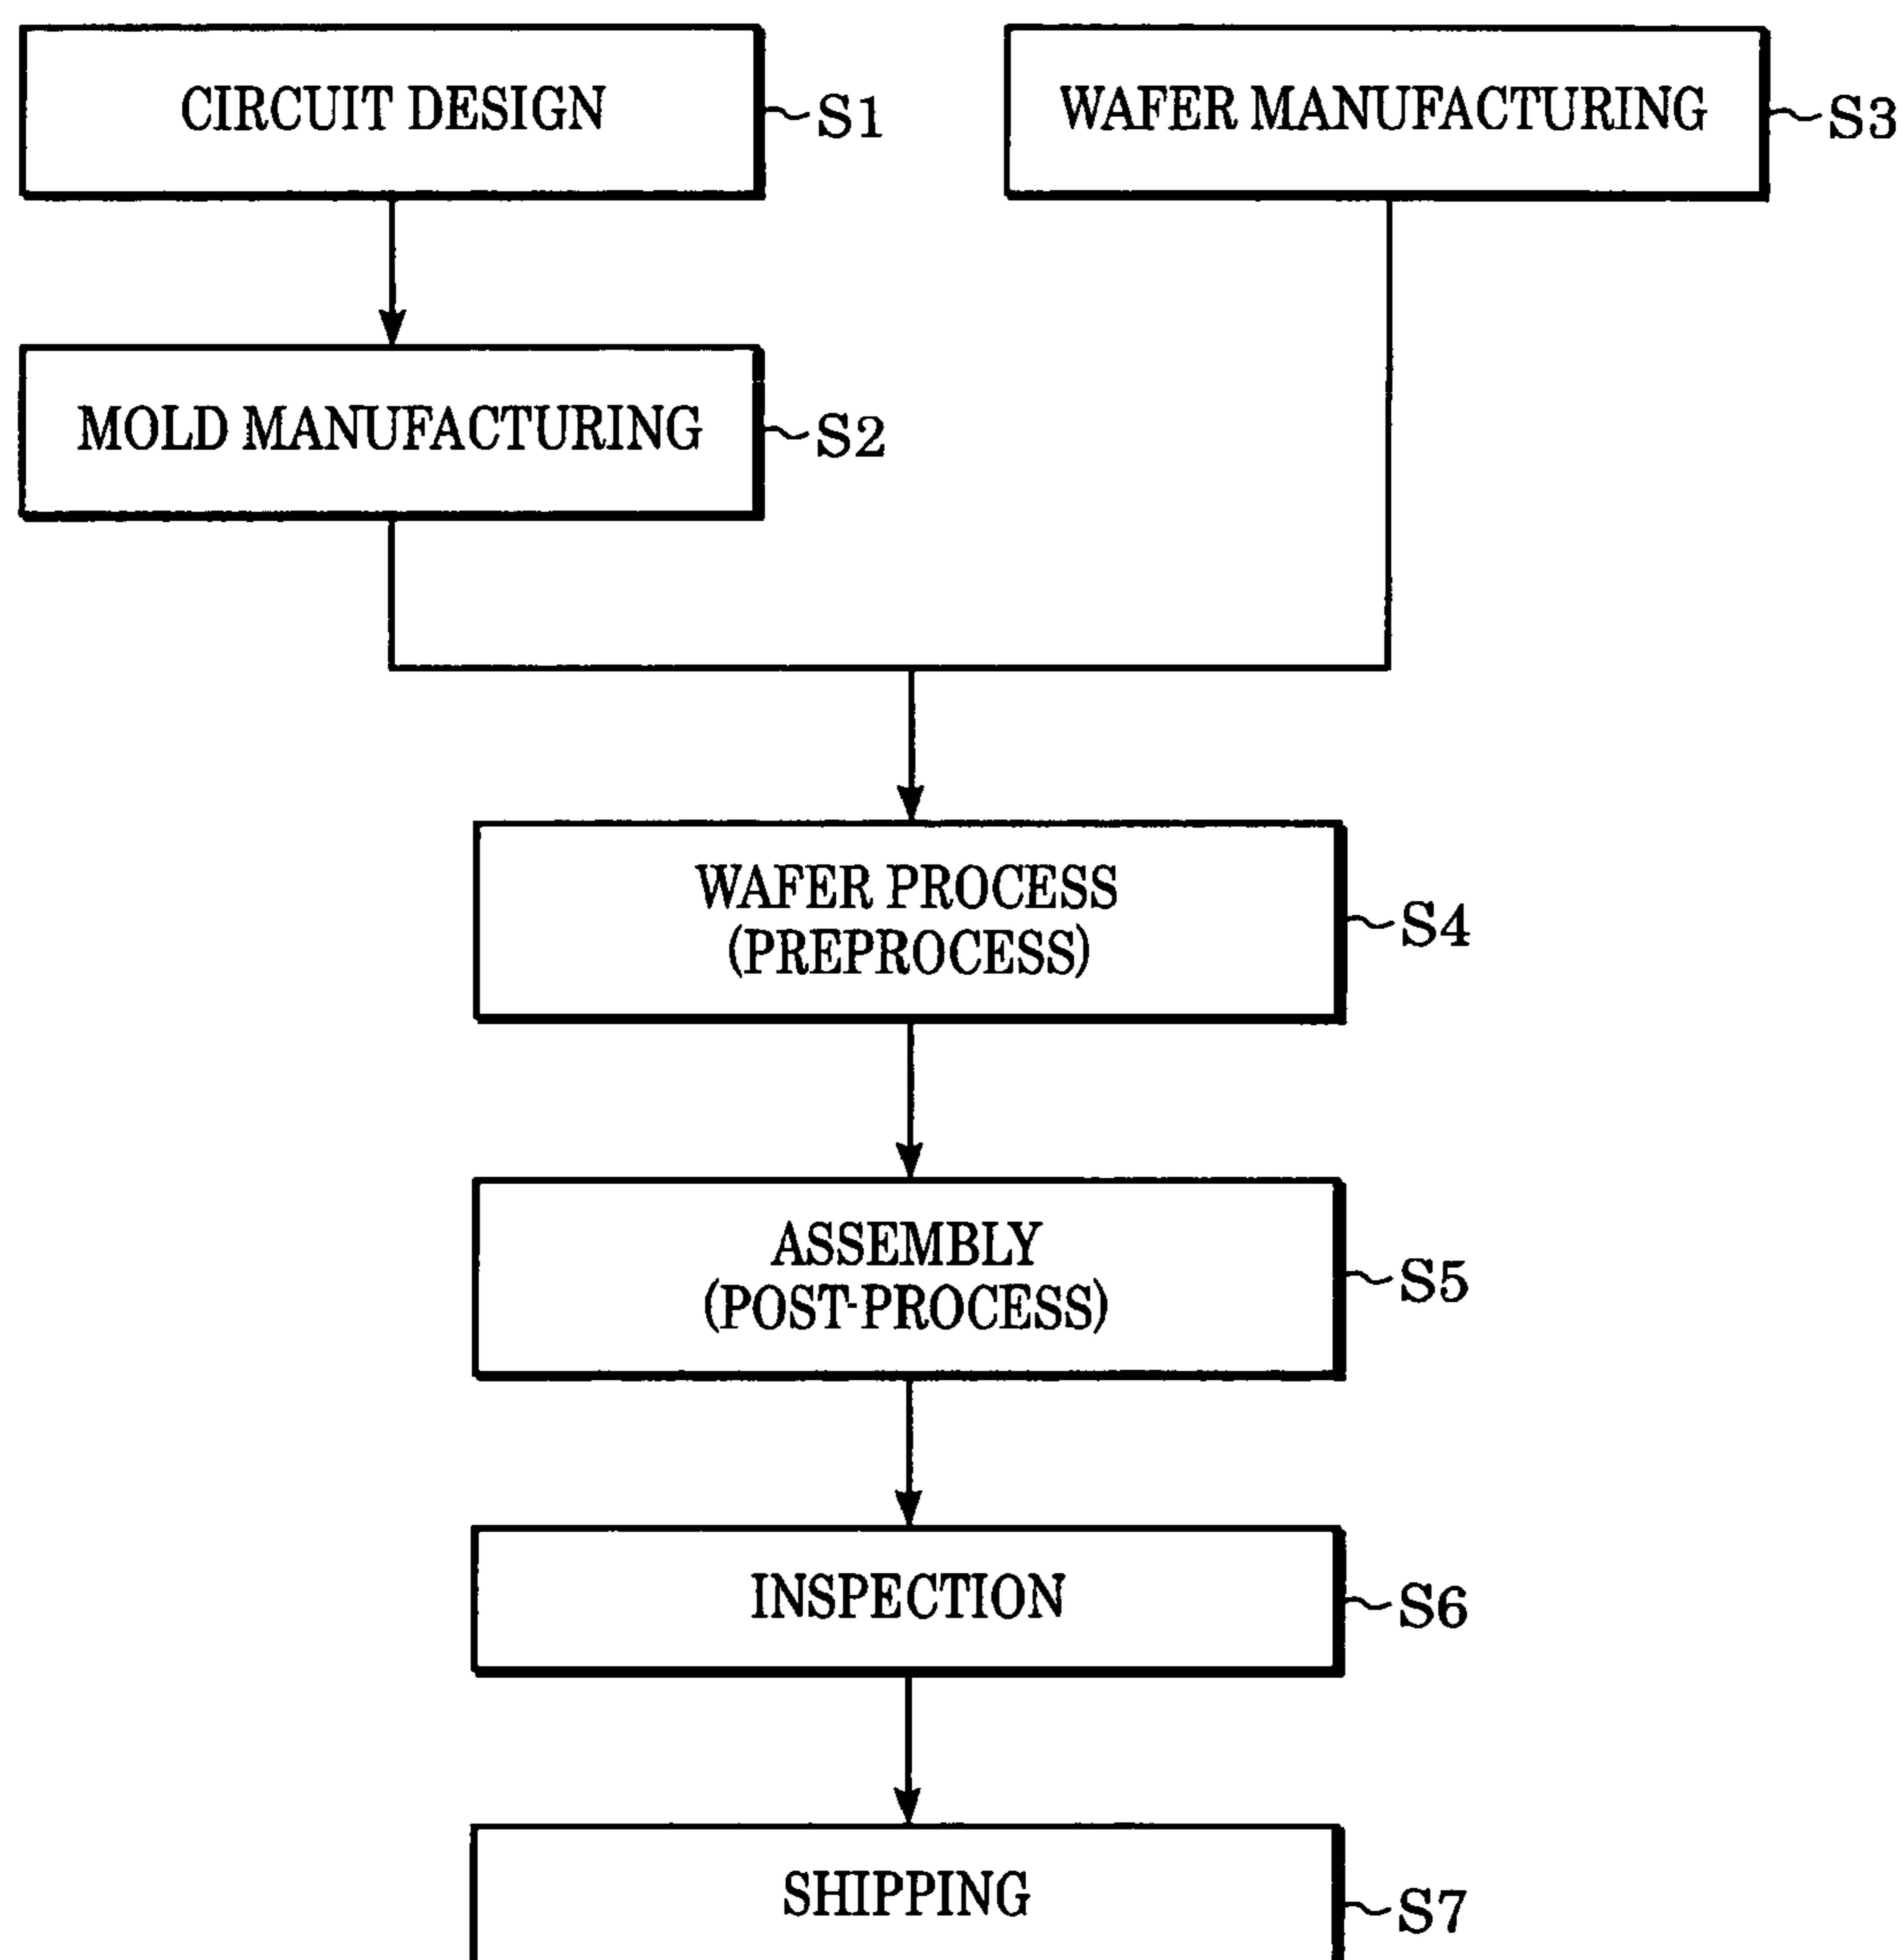 CIRCUIT DESIGN
S1
WAFER MANUFACTURING
S3
MOLD MANUFACTURING
S2
WAFER PROCESS
(PREPROCESS)
S4
ASSEMBLY
(POST-PROCESS)
S5
INSPECTION
S6
SHIPPING
S7